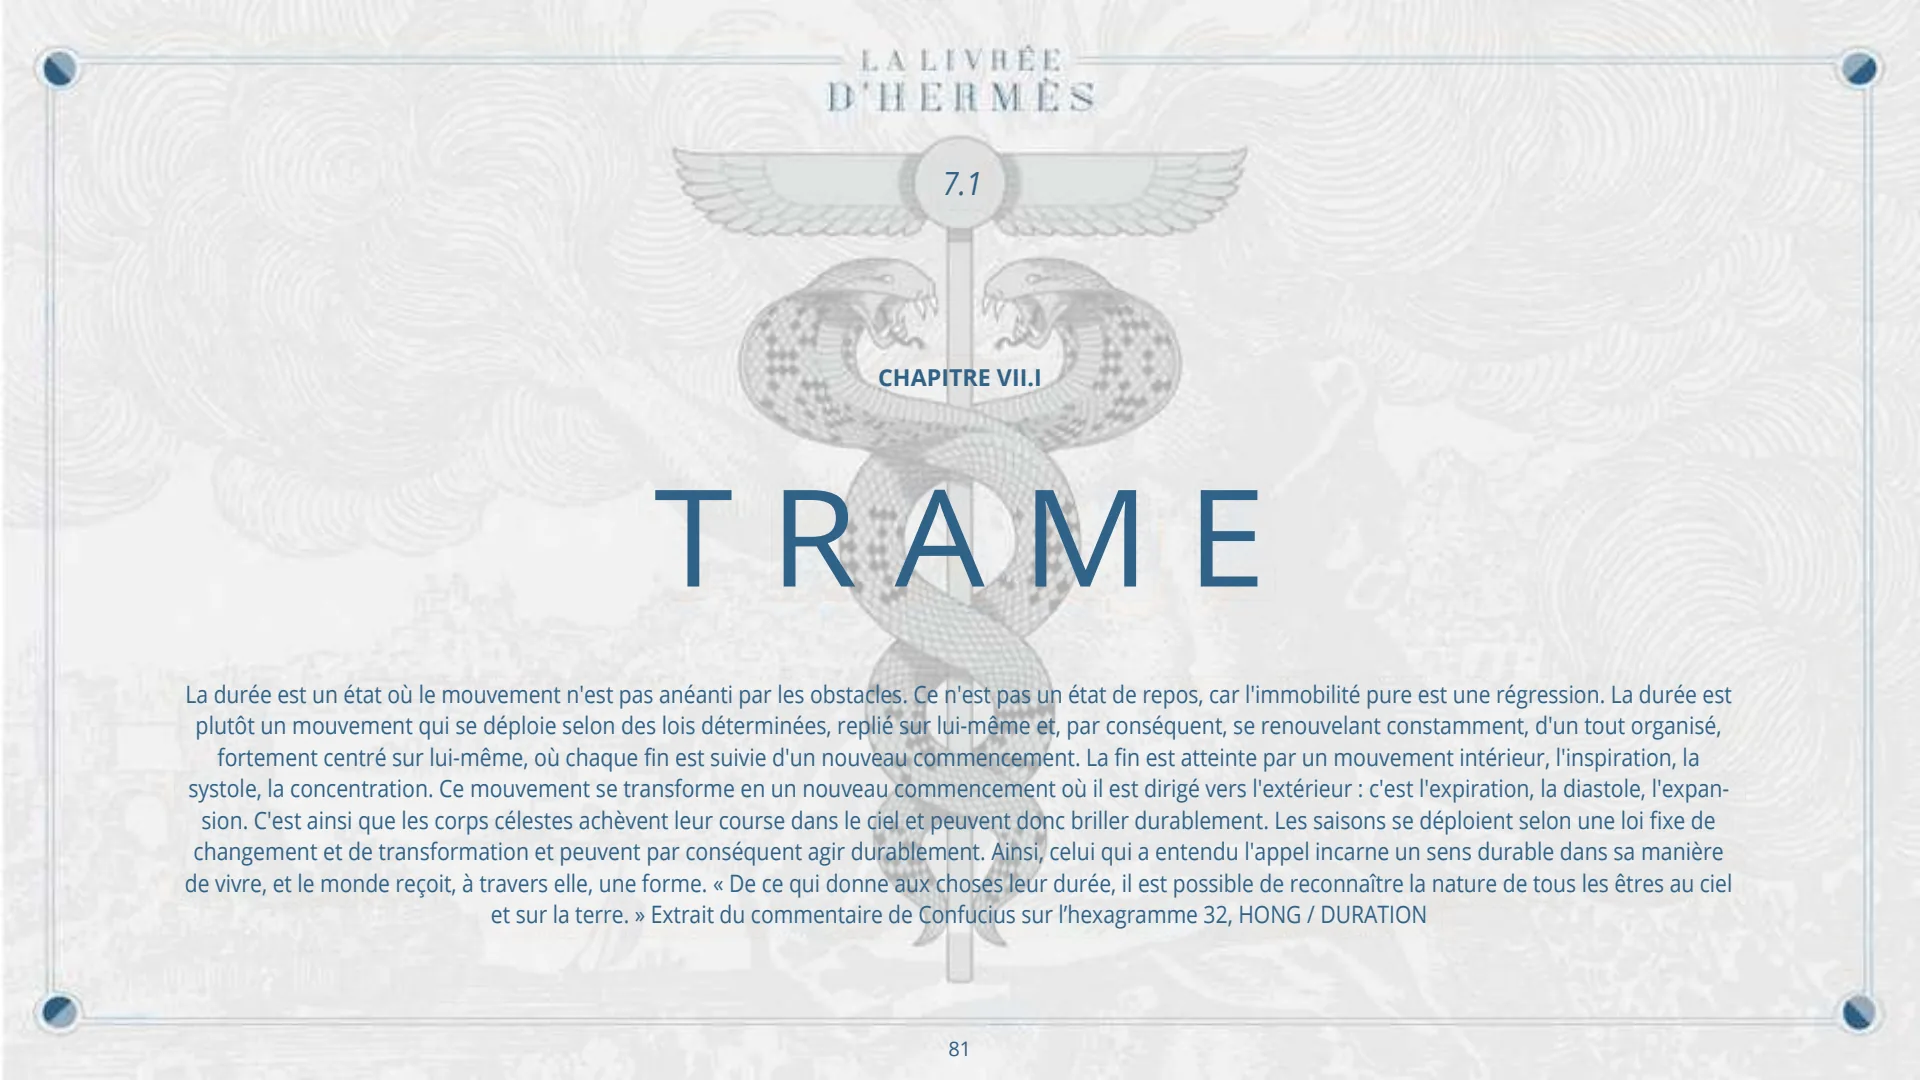 LA LIVRÉE
D'HERMÈS
7.1
CHAPITRE VII.I
TRAME
La durée est un état où le mouvement n'est pas anéanti par les obstacles. Ce n'est pas un état de repos, car l'immobilité pure est une régression. La durée est
plutôt un mouvement qui se déploie selon des lois déterminées, replié sur lui-même et, par conséquent, se renouvelant constamment, d'un tout organisé,
fortement centré sur lui-même, où chaque fin est suivie d'un nouveau commencement. La fin est atteinte par un mouvement intérieur, l'inspiration, la
systole, la concentration. Ce mouvement se transforme en un nouveau commencement où il est dirigé vers l'extérieur : c'est l'expiration, la diastole, l'expan-
sion. C'est ainsi que les corps célestes achèvent leur course dans le ciel et peuvent donc briller durablement. Les saisons se déploient selon une loi fixe de
changement et de transformation et peuvent par conséquent agir durablement. Ainsi, celui qui a entendu l'appel incarne un sens durable dans sa manière
de vivre, et le monde reçoit, à travers elle, une forme. « De ce qui donne aux choses leur durée, il est possible de reconnaître la nature de tous les êtres au ciel
et sur la terre. » Extrait du commentaire de Confucius sur l’hexagramme 32, HONG / DURATION
81